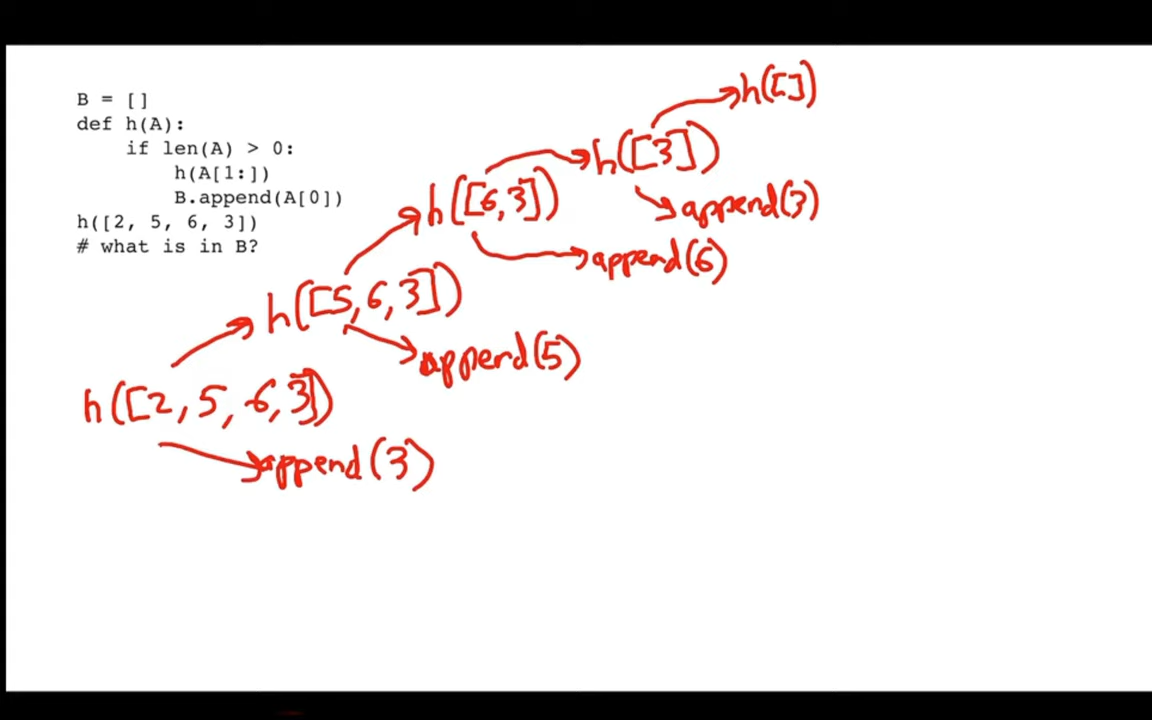 B = []
def h(A):
    if len(A) > 0:
        h(A[1:])
        B.append(A[0])
h([2, 5, 6, 3])
# what is in B?
h([])
h([3])
append(3)
h([6,3])
append(6)
h([5,6,3])
append(5)
h([2,5,6,3])
append(3)